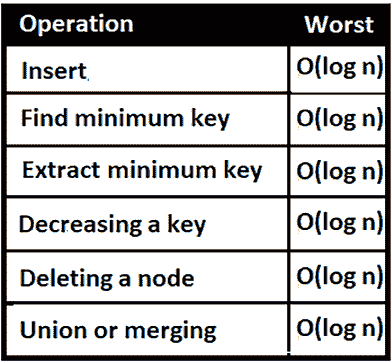 Operation Worst
Insert O(log n)
Find minimum key O(log n)
Extract minimum key O(log n)
Decreasing a key O(log n)
Deleting a node O(log n)
Union or merging O(log n)